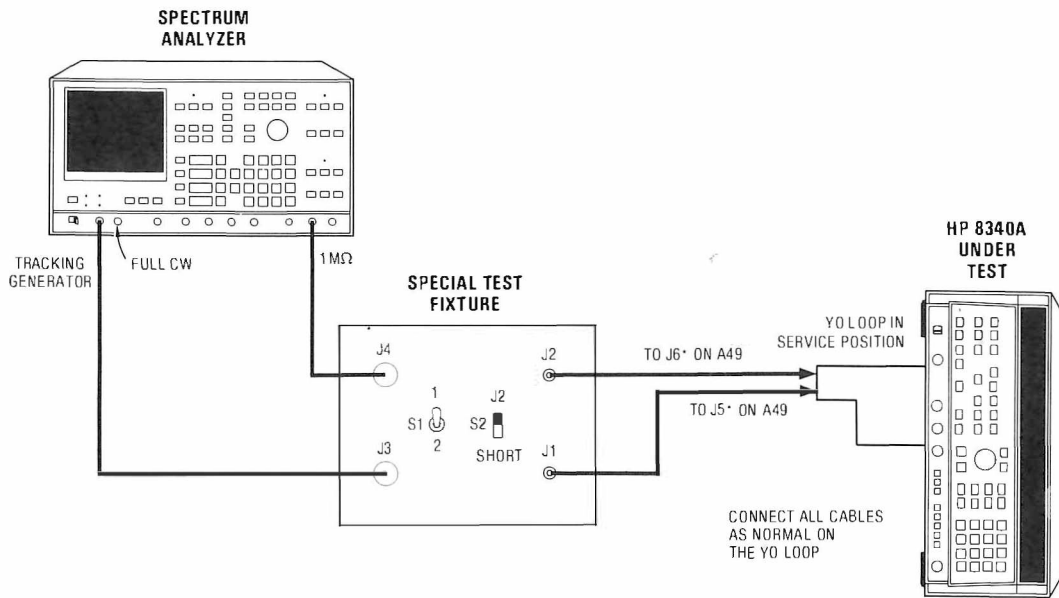 SPECTRUM
ANALYZER
TRACKING
GENERATOR
FULL CW
1MΩ
SPECIAL TEST
FIXTURE
J4
J2
1
J2
S1
S2
2
SHORT
J3
J1
HP 8340A
UNDER
TEST
YO LOOP IN
SERVICE POSITION
TO J6* ON A49
TO J5* ON A49
CONNECT ALL CABLES
AS NORMAL ON
THE YO LOOP